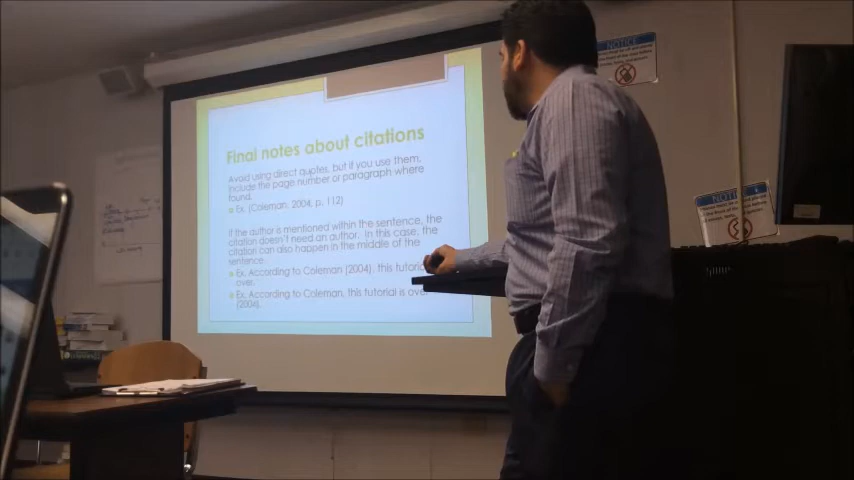 Final notes about citations
Avoid using direct quotes, but if you use them,
include the page number or paragraph where
found.
Ex. (Coleman, 2004, p. 112)
If the author is mentioned within the sentence, the
citation doesn't need an author. In this case, the
citation can also happen in the middle of the
sentence.
Ex. According to Coleman (2004), this tutorial
over.
Ex. According to Coleman, this tutorial is over
(2004).
NOTICE
NOTICE